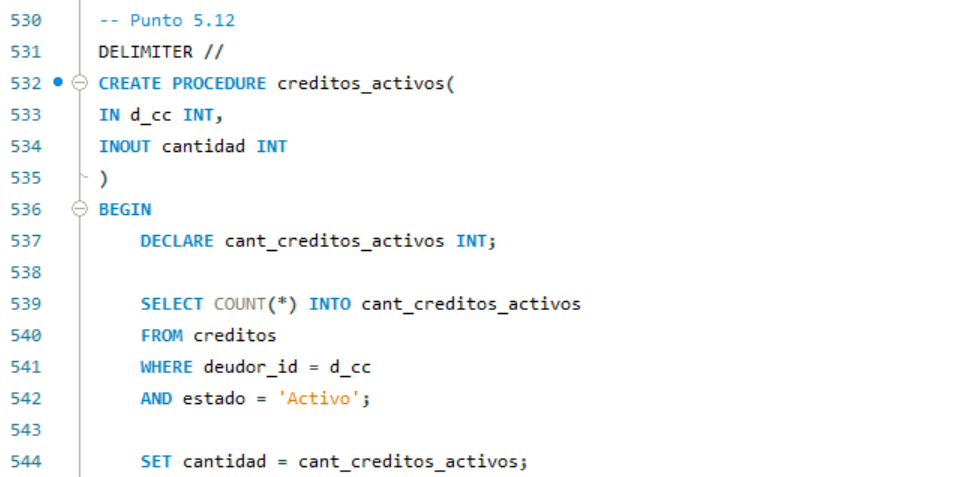 530 -- Punto 5.12
531 DELIMITER //
532 CREATE PROCEDURE creditos_activos(
533 IN d_cc INT,
534 INOUT cantidad INT
535 )
536 BEGIN
537 DECLARE cant_creditos_activos INT;
538
539 SELECT COUNT(*) INTO cant_creditos_activos
540 FROM creditos
541 WHERE deudor_id = d_cc
542 AND estado = 'Activo';
543
544 SET cantidad = cant_creditos_activos;